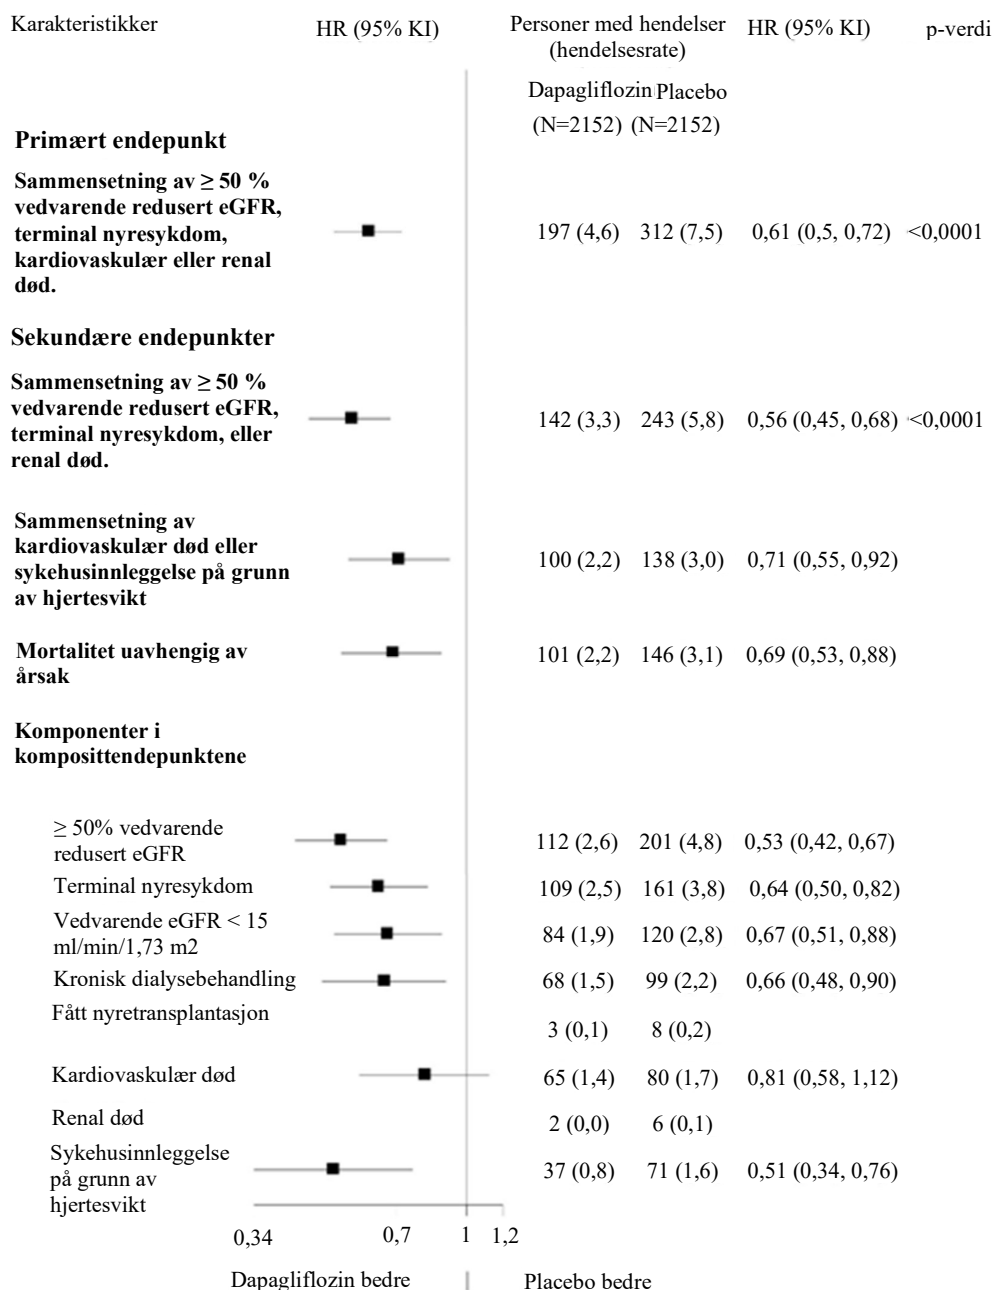 Karakteristikker HR (95% KI) Personer med hendelser HR (95% KI) p-verdi
(hendelsesrate)
Dapagliflozin Placebo
(N=2152) (N=2152)
Primært endepunkt
Sammensetning av ≥ 50 %
vedvarende redusert eGFR,
terminal nyresykdom, 197 (4,6) 312 (7,5) 0,61 (0,5, 0,72) <0,0001
kardiovaskulær eller renal
død.
Sekundære endepunkter
Sammensetning av ≥ 50 %
vedvarende redusert eGFR,
terminal nyresykdom, eller 142 (3,3) 243 (5,8) 0,56 (0,45, 0,68) <0,0001
renal død.
Sammensetning av
kardiovaskulær død eller
sykehusinnleggelse på grunn 100 (2,2) 138 (3,0) 0,71 (0,55, 0,92)
av hjertesvikt
Mortalitet uavhengig av 101 (2,2) 146 (3,1) 0,69 (0,53, 0,88)
årsak
Komponenter i
komposittendepunktene
≥ 50% vedvarende
redusert eGFR 112 (2,6) 201 (4,8) 0,53 (0,42, 0,67)
Terminal nyresykdom 109 (2,5) 161 (3,8) 0,64 (0,50, 0,82)
Vedvarende eGFR < 15
ml/min/1,73 m2 84 (1,9) 120 (2,8) 0,67 (0,51, 0,88)
Kronisk dialysebehandling 68 (1,5) 99 (2,2) 0,66 (0,48, 0,90)
Fått nyretransplantasjon
3 (0,1) 8 (0,2)
Kardiovaskulær død 65 (1,4) 80 (1,7) 0,81 (0,58, 1,12)
Renal død 2 (0,0) 6 (0,1)
Sykehusinnleggelse
på grunn av 37 (0,8) 71 (1,6) 0,51 (0,34, 0,76)
hjertesvikt
0,34 0,7 1 1,2
Dapagliflozin bedre Placebo bedre